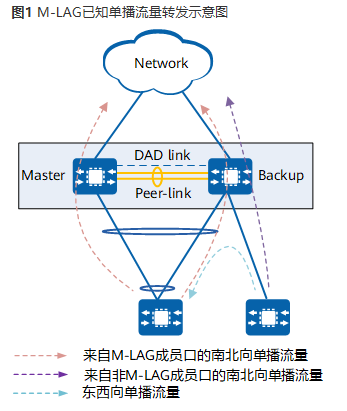 图1 M-LAG已知单播流量转发示意图
Network
DAD link
Master
Backup
Peer-link
来自M-LAG成员口的南北向单播流量
来自非M-LAG成员口的南北向单播流量
东西向单播流量